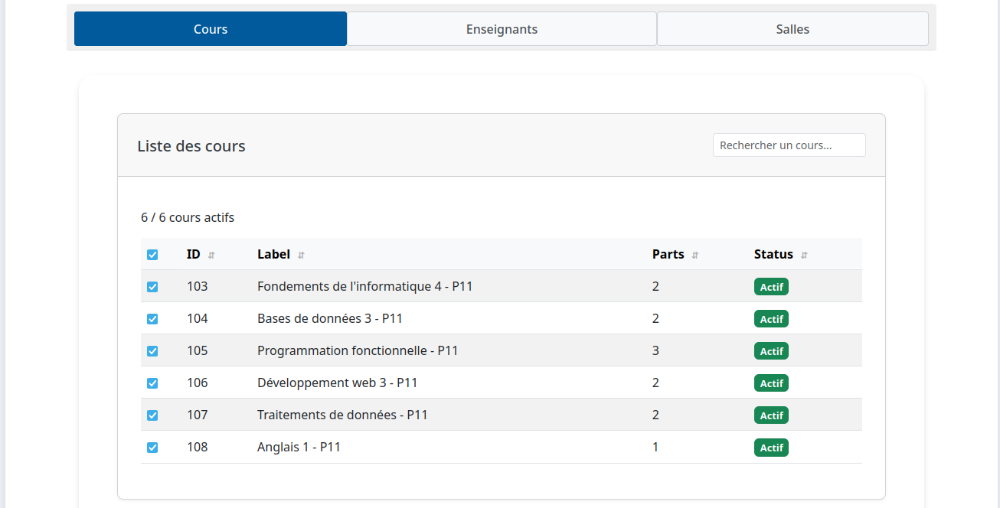 Cours Enseignants Salles
Liste des cours Rechercher un cours...
6 / 6 cours actifs
ID Label Parts Status
103 Fondements de l'informatique 4 - P11 2 Actif
104 Bases de données 3 - P11 2 Actif
105 Programmation fonctionnelle - P11 3 Actif
106 Développement web 3 - P11 2 Actif
107 Traitements de données - P11 2 Actif
108 Anglais 1 - P11 1 Actif